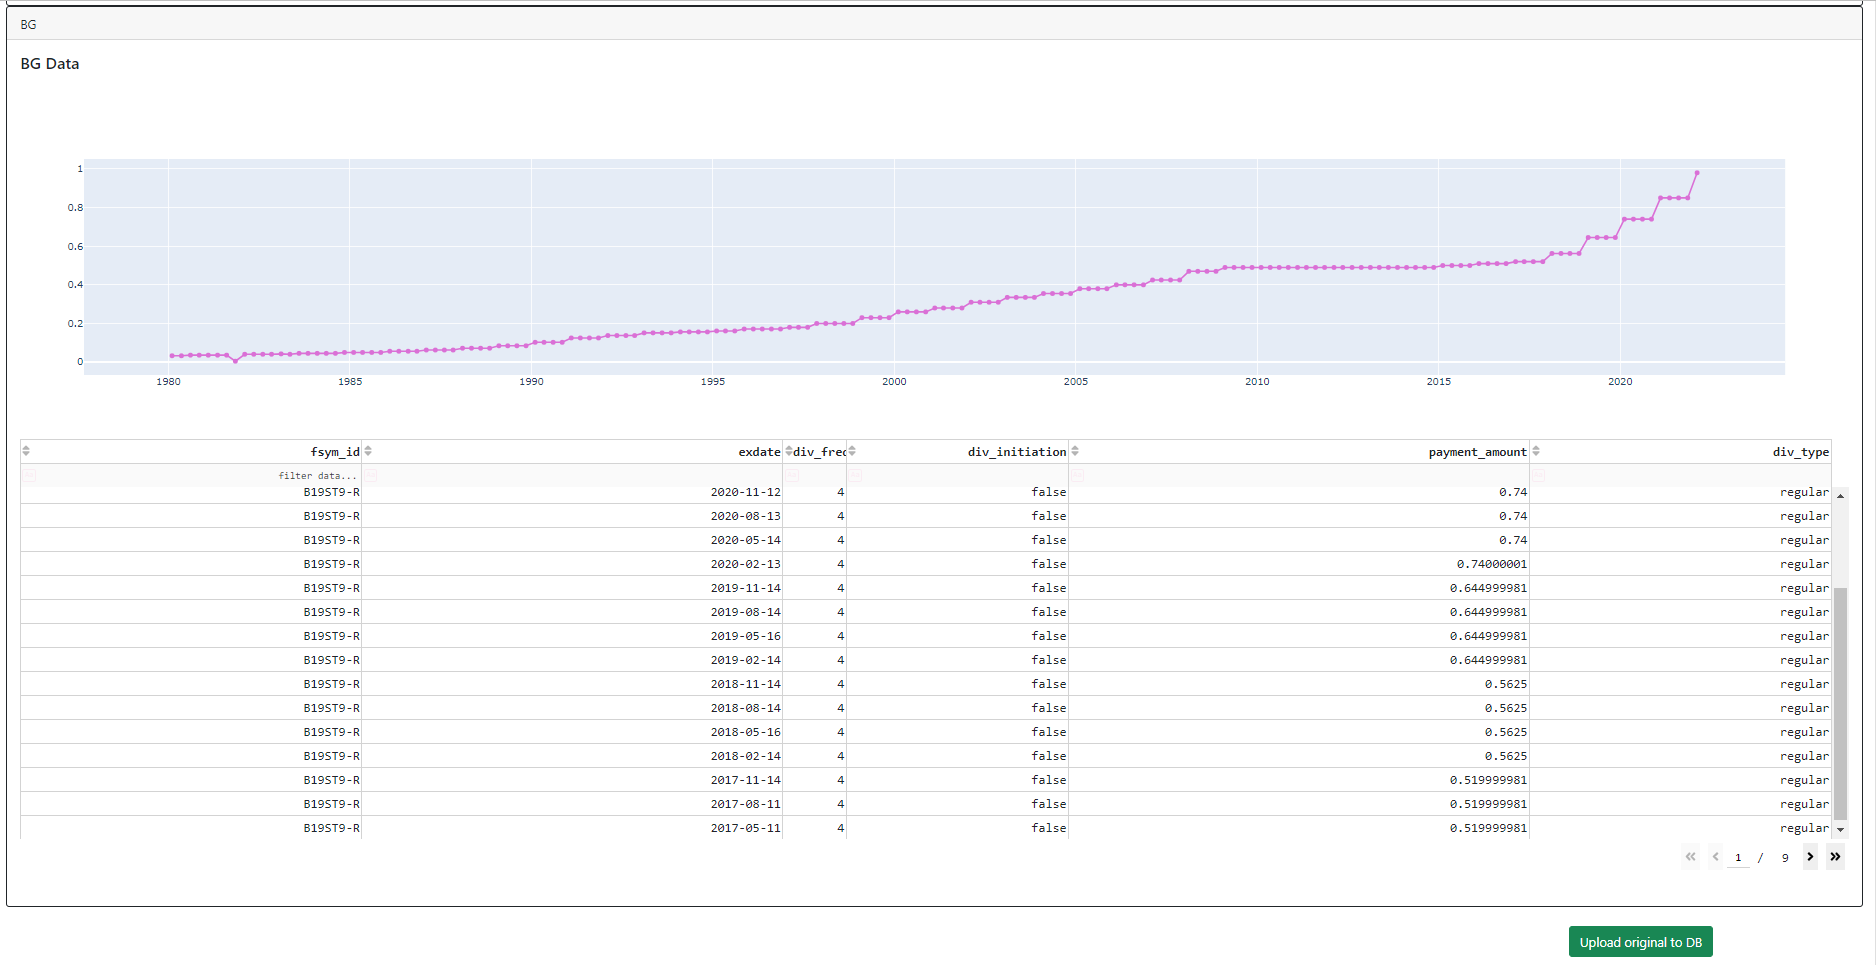 BG
BG Data
1
0.8
0.6
0.4
0.2
0
1980 1985 1990 1995 2000 2005 2010 2015 2020
fsym_id exdate div_freq div_initiation payment_amount div_type
filter data...
B19ST9-R 2020-11-12 4 false 0.74 regular
B19ST9-R 2020-08-13 4 false 0.74 regular
B19ST9-R 2020-05-14 4 false 0.74 regular
B19ST9-R 2020-02-13 4 false 0.74000001 regular
B19ST9-R 2019-11-14 4 false 0.644999981 regular
B19ST9-R 2019-08-14 4 false 0.644999981 regular
B19ST9-R 2019-05-16 4 false 0.644999981 regular
B19ST9-R 2019-02-14 4 false 0.644999981 regular
B19ST9-R 2018-11-14 4 false 0.5625 regular
B19ST9-R 2018-08-14 4 false 0.5625 regular
B19ST9-R 2018-05-16 4 false 0.5625 regular
B19ST9-R 2018-02-14 4 false 0.5625 regular
B19ST9-R 2017-11-14 4 false 0.519999981 regular
B19ST9-R 2017-08-11 4 false 0.519999981 regular
B19ST9-R 2017-05-11 4 false 0.519999981 regular
« ‹ 1 / 9 › »
Upload original to DB